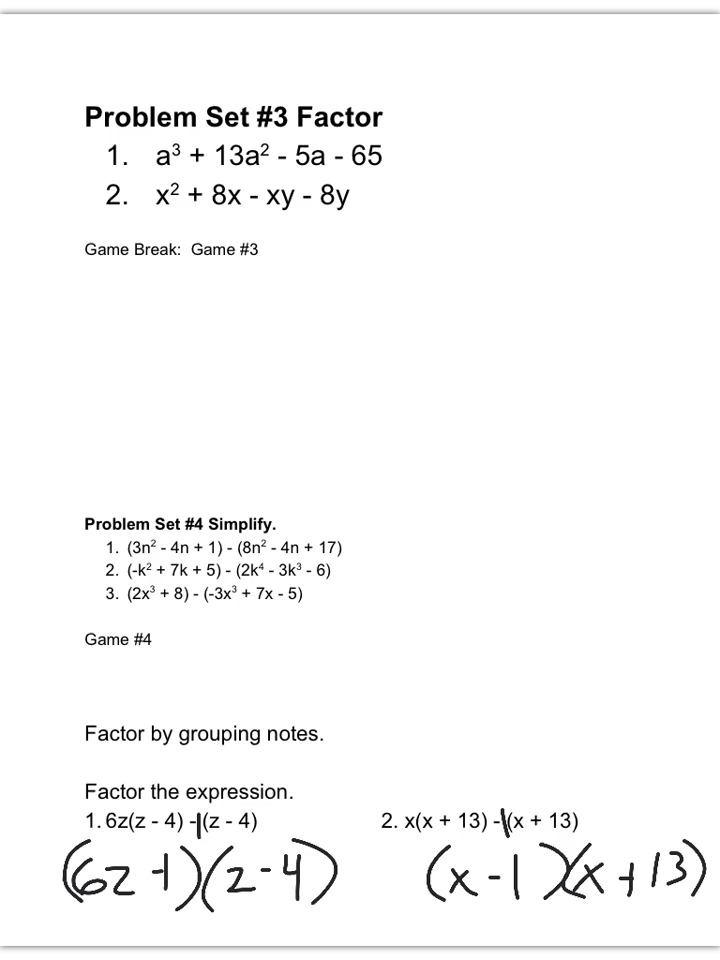 Problem Set #3 Factor
1. a³ + 13a² - 5a - 65
2. x² + 8x - xy - 8y
Game Break: Game #3
Problem Set #4 Simplify.
1. (3n² - 4n + 1) - (8n² - 4n + 17)
2. (-k² + 7k + 5) - (2k⁴ - 3k³ - 6)
3. (2x³ + 8) - (-3x³ + 7x - 5)
Game #4
Factor by grouping notes.
Factor the expression.
1. 6z(z - 4) -1(z - 4) 2. x(x + 13) -1(x + 13)
(6z-1)(z-4) (x-1)(x+13)